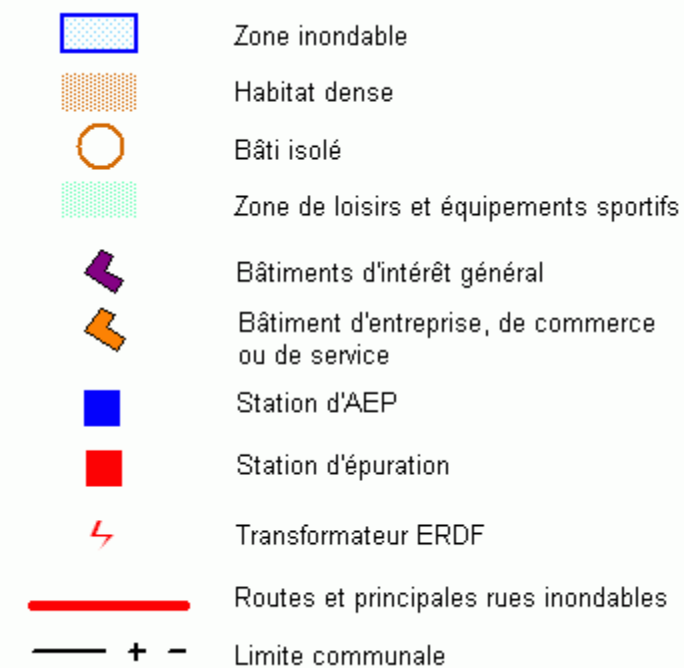 Zone inondable
Habitat dense
Bâti isolé
Zone de loisirs et équipements sportifs
Bâtiments d'intérêt général
Bâtiment d'entreprise, de commerce
ou de service
Station d'AEP
Station d'épuration
Transformateur ERDF
Routes et principales rues inondables
Limite communale